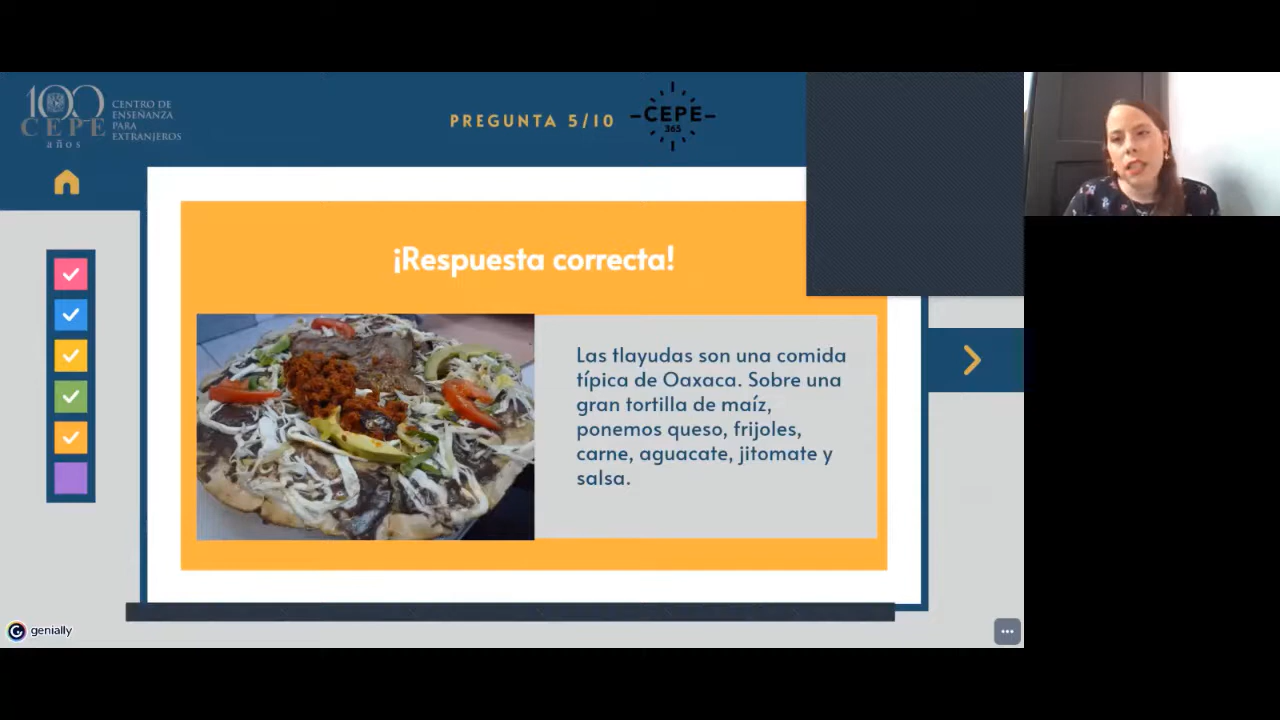 100
CEPE
años
CENTRO DE
ENSEÑANZA
PARA
EXTRANJEROS
PREGUNTA 5/10
CEPE
365
¡Respuesta correcta!
Las tlayudas son una comida
típica de Oaxaca. Sobre una
gran tortilla de maíz,
ponemos queso, frijoles,
carne, aguacate, jitomate y
salsa.
genially